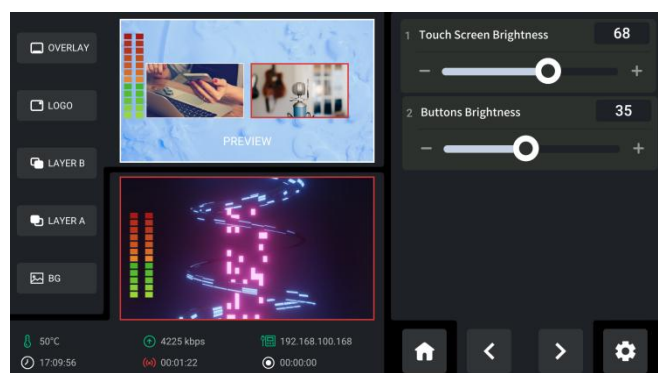 OVERLAY
LOGO
LAYER B
LAYER A
BG
PREVIEW
50°C
4225 kbps
192.168.100.168
17:09:56
00:01:22
00:00:00
1 Touch Screen Brightness 68
− +
2 Buttons Brightness 35
− +